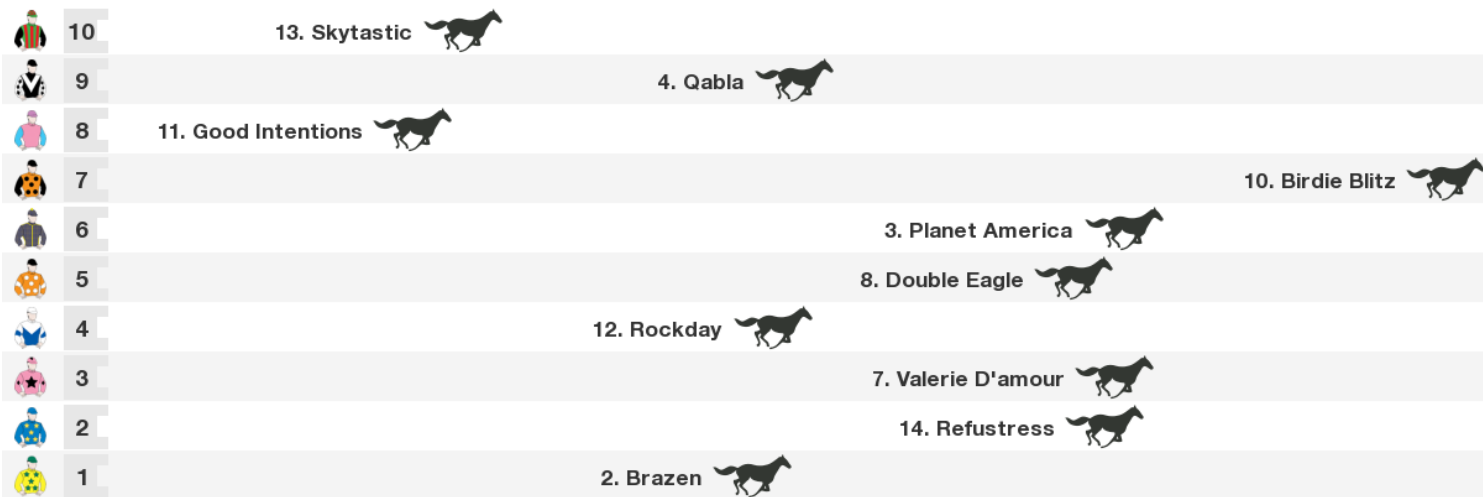 10 13. Skytastic
9 4. Qabla
8 11. Good Intentions
7 10. Birdie Blitz
6 3. Planet America
5 8. Double Eagle
4 12. Rockday
3 7. Valerie D'amour
2 14. Refustress
1 2. Brazen